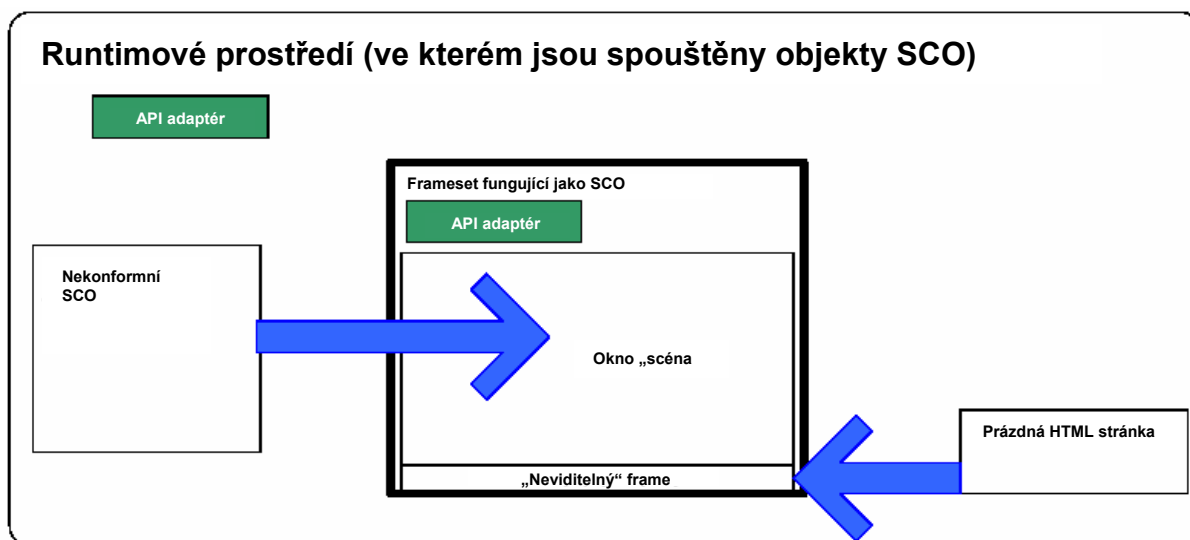 Runtimové prostředí (ve kterém jsou spouštěny objekty SCO)
API adaptér
Frameset fungující jako SCO
API adaptér
Nekonformní
SCO
Okno „scéna
Prázdná HTML stránka
„Neviditelný“ frame